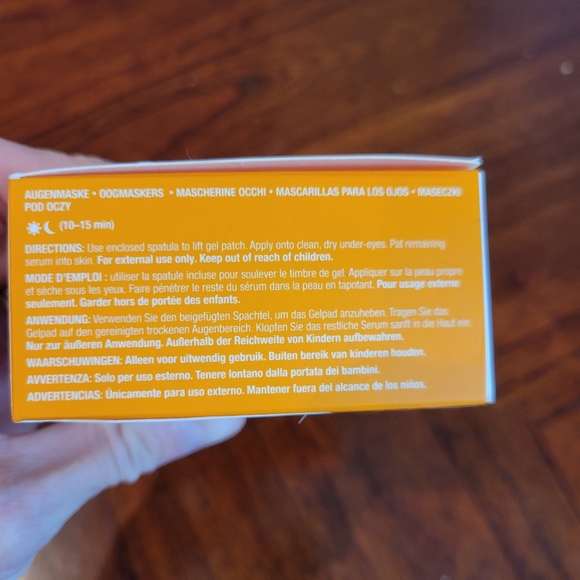 AUGENMASKE • OOGMASKERS • MASCHERINE OCCHI • MASCARILLAS PARA LOS OJOS • MASECZKI
POD OCZY
(10–15 min)
DIRECTIONS: Use enclosed spatula to lift gel patch. Apply onto clean, dry under-eyes. Pat remaining
serum into skin. For external use only. Keep out of reach of children.
MODE D'EMPLOI : utiliser la spatule incluse pour soulever le timbre de gel. Appliquer sur la peau propre
et sèche sous les yeux. Faire pénétrer le reste du sérum dans la peau en tapotant. Pour usage externe
seulement. Garder hors de portée des enfants.
ANWENDUNG: Verwenden Sie den beigefügten Spachtel, um das Gelpad anzuheben. Tragen Sie das
Gelpad auf den gereinigten trockenen Augenbereich. Klopfen Sie das restliche Serum sanft in die Haut ein.
Nur zur äußeren Anwendung. Außerhalb der Reichweite von Kindern aufbewahren.
WAARSCHUWINGEN: Alleen voor uitwendig gebruik. Buiten bereik van kinderen houden.
AVVERTENZA: Solo per uso esterno. Tenere lontano dalla portata dei bambini.
ADVERTENCIAS: Únicamente para uso externo. Mantener fuera del alcance de los niños.